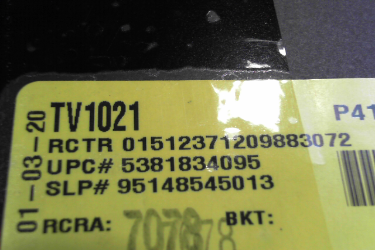 TV1021
P41
RCTR 01512371209883072
UPC# 5381834095
SLP# 95148545013
RCRA: BKT:
01-03-20